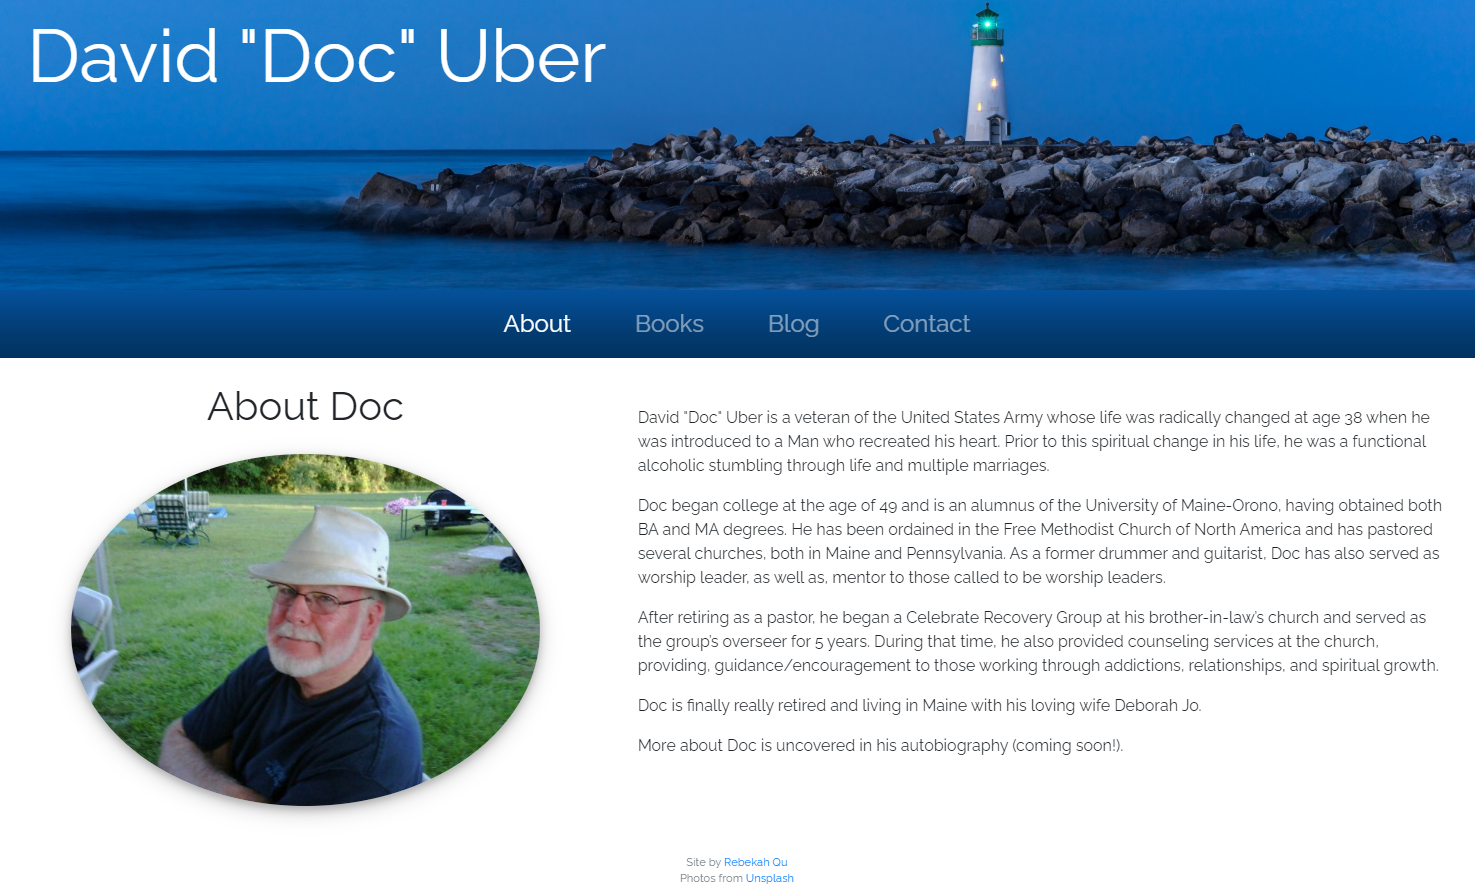 David "Doc" Uber
About Books Blog Contact
About Doc
David "Doc" Uber is a veteran of the United States Army whose life was radically changed at age 38 when he
was introduced to a Man who recreated his heart. Prior to this spiritual change in his life, he was a functional
alcoholic stumbling through life and multiple marriages.
Doc began college at the age of 49 and is an alumnus of the University of Maine-Orono, having obtained both
BA and MA degrees. He has been ordained in the Free Methodist Church of North America and has pastored
several churches, both in Maine and Pennsylvania. As a former drummer and guitarist, Doc has also served as
worship leader, as well as, mentor to those called to be worship leaders.
After retiring as a pastor, he began a Celebrate Recovery Group at his brother-in-law's church and served as
the group's overseer for 5 years. During that time, he also provided counseling services at the church,
providing, guidance/encouragement to those working through addictions, relationships, and spiritual growth.
Doc is finally really retired and living in Maine with his loving wife Deborah Jo.
More about Doc is uncovered in his autobiography (coming soon!).
Site by Rebekah Qu
Photos from Unsplash